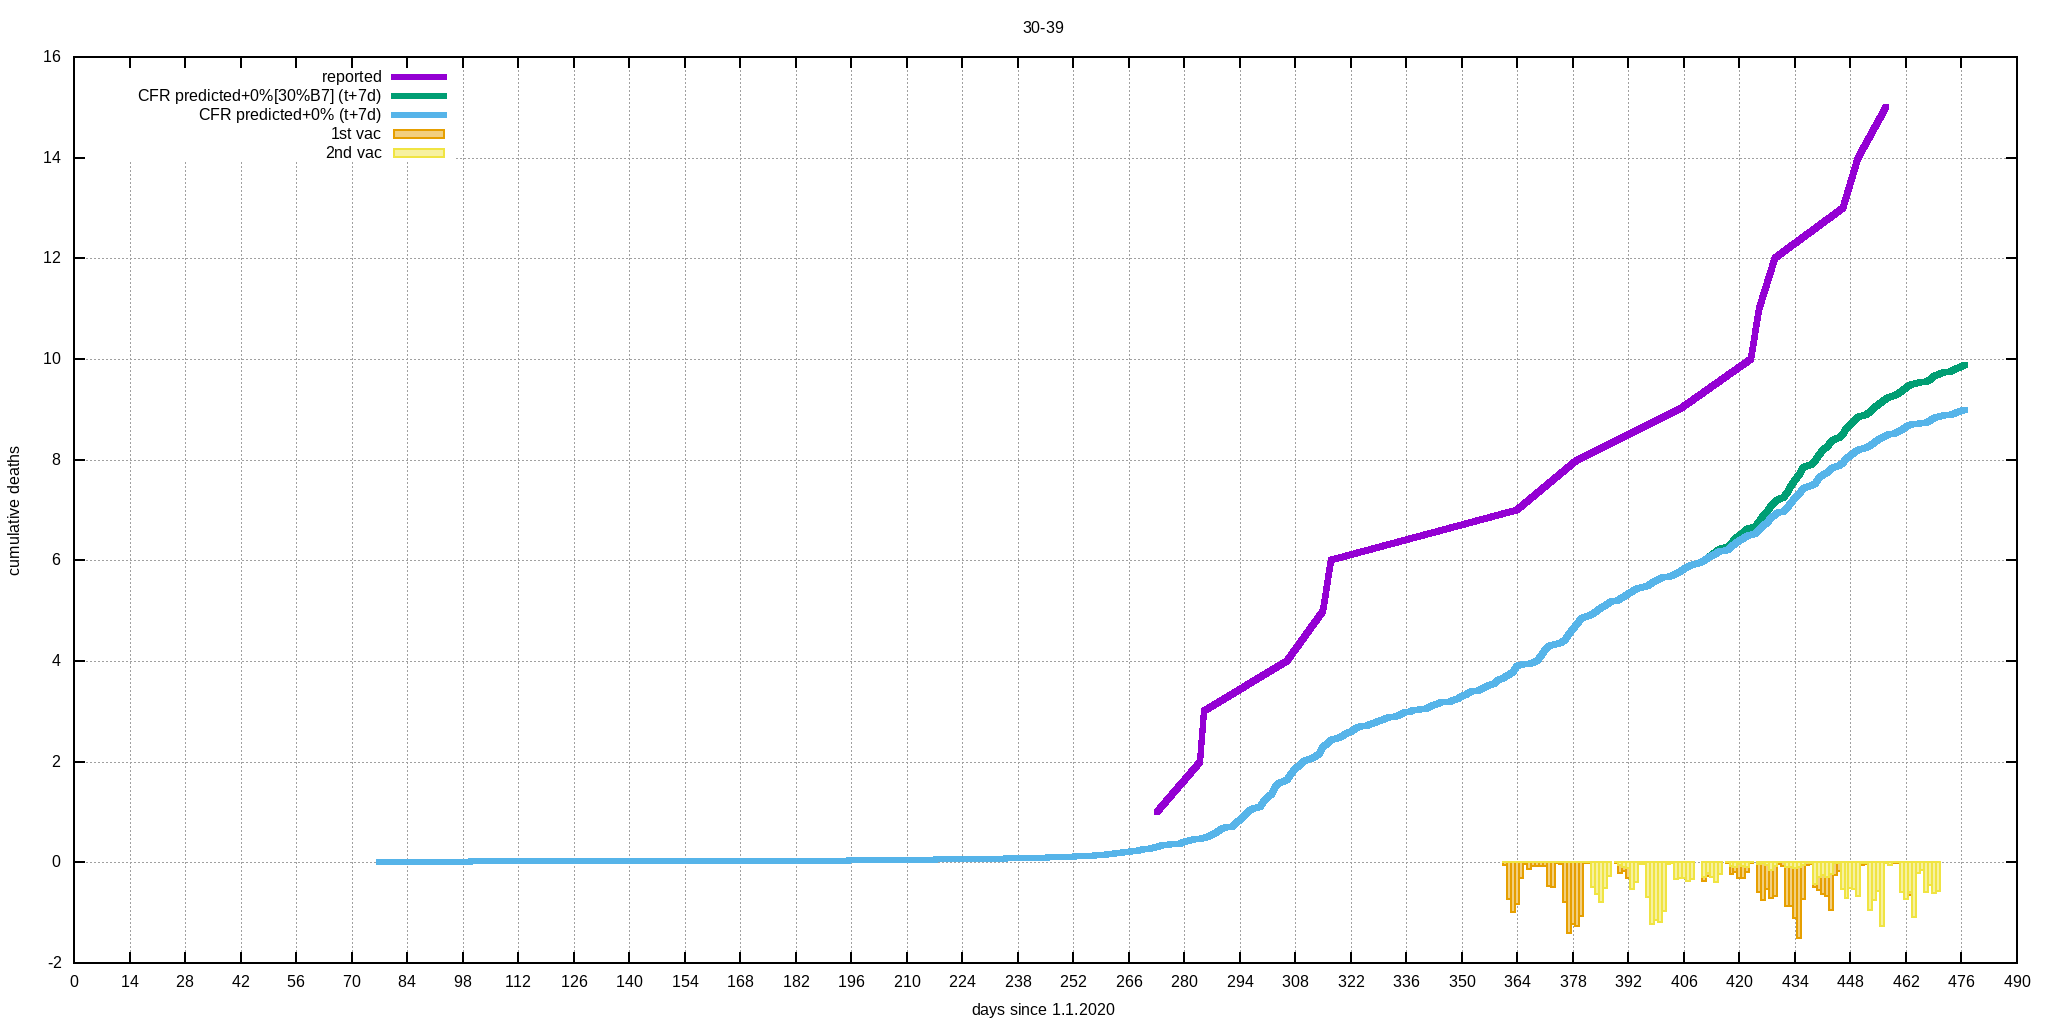 30-39
reported
CFR predicted+0%[30%B7] (t+7d)
CFR predicted+0% (t+7d)
1st vac
2nd vac
16
14
12
10
8
6
4
2
0
-2
cumulative deaths
0 14 28 42 56 70 84 98 112 126 140 154 168 182 196 210 224 238 252 266 280 294 308 322 336 350 364 378 392 406 420 434 448 462 476 490
days since 1.1.2020